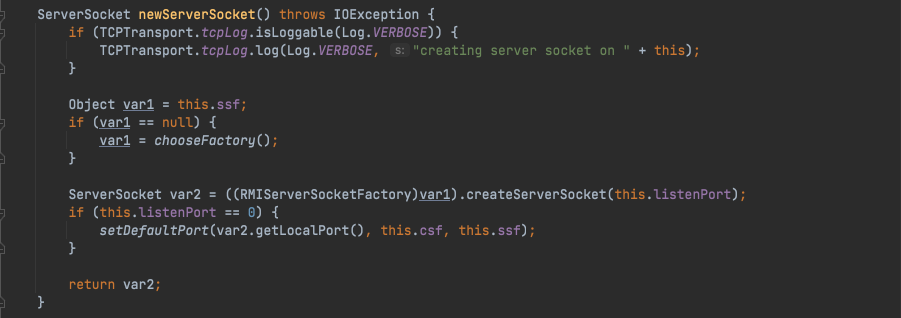 ServerSocket newServerSocket() throws IOException {
    if (TCPTransport.tcpLog.isLoggable(Log.VERBOSE)) {
        TCPTransport.tcpLog.log(Log.VERBOSE, s: "creating server socket on " + this);
    }

    Object var1 = this.ssf;
    if (var1 == null) {
        var1 = chooseFactory();
    }

    ServerSocket var2 = ((RMIServerSocketFactory)var1).createServerSocket(this.listenPort);
    if (this.listenPort == 0) {
        setDefaultPort(var2.getLocalPort(), this.csf, this.ssf);
    }

    return var2;
}